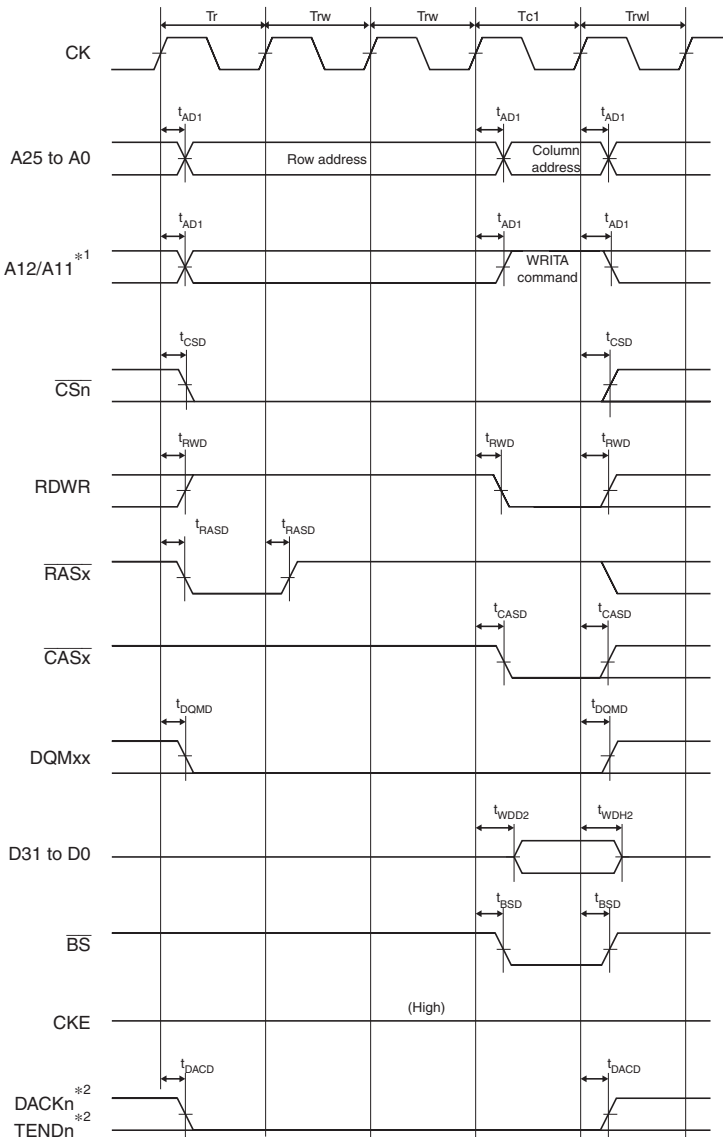 Tr Trw Trw Tc1 Trwl
CK
tAD1 tAD1 tAD1
A25 to A0 Row address Column address
tAD1 tAD1 tAD1
A12/A11*1 WRITA command
tCSD tCSD
CSn
tRWD tRWD tRWD
RDWR
tRASD tRASD
RASx
tCASD tCASD
CASx
tDQMD tDQMD
DQMxx
tWDD2 tWDH2
D31 to D0
tBSD tBSD
BS
(High)
CKE
tDACD tDACD
DACKn*2
TENDn*2